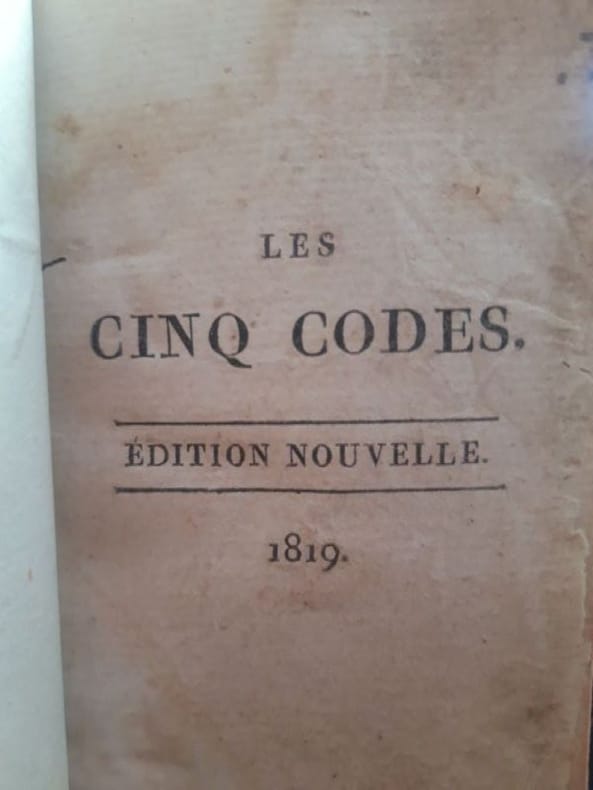 LES
CINQ CODES.
ÉDITION NOUVELLE.
1819.